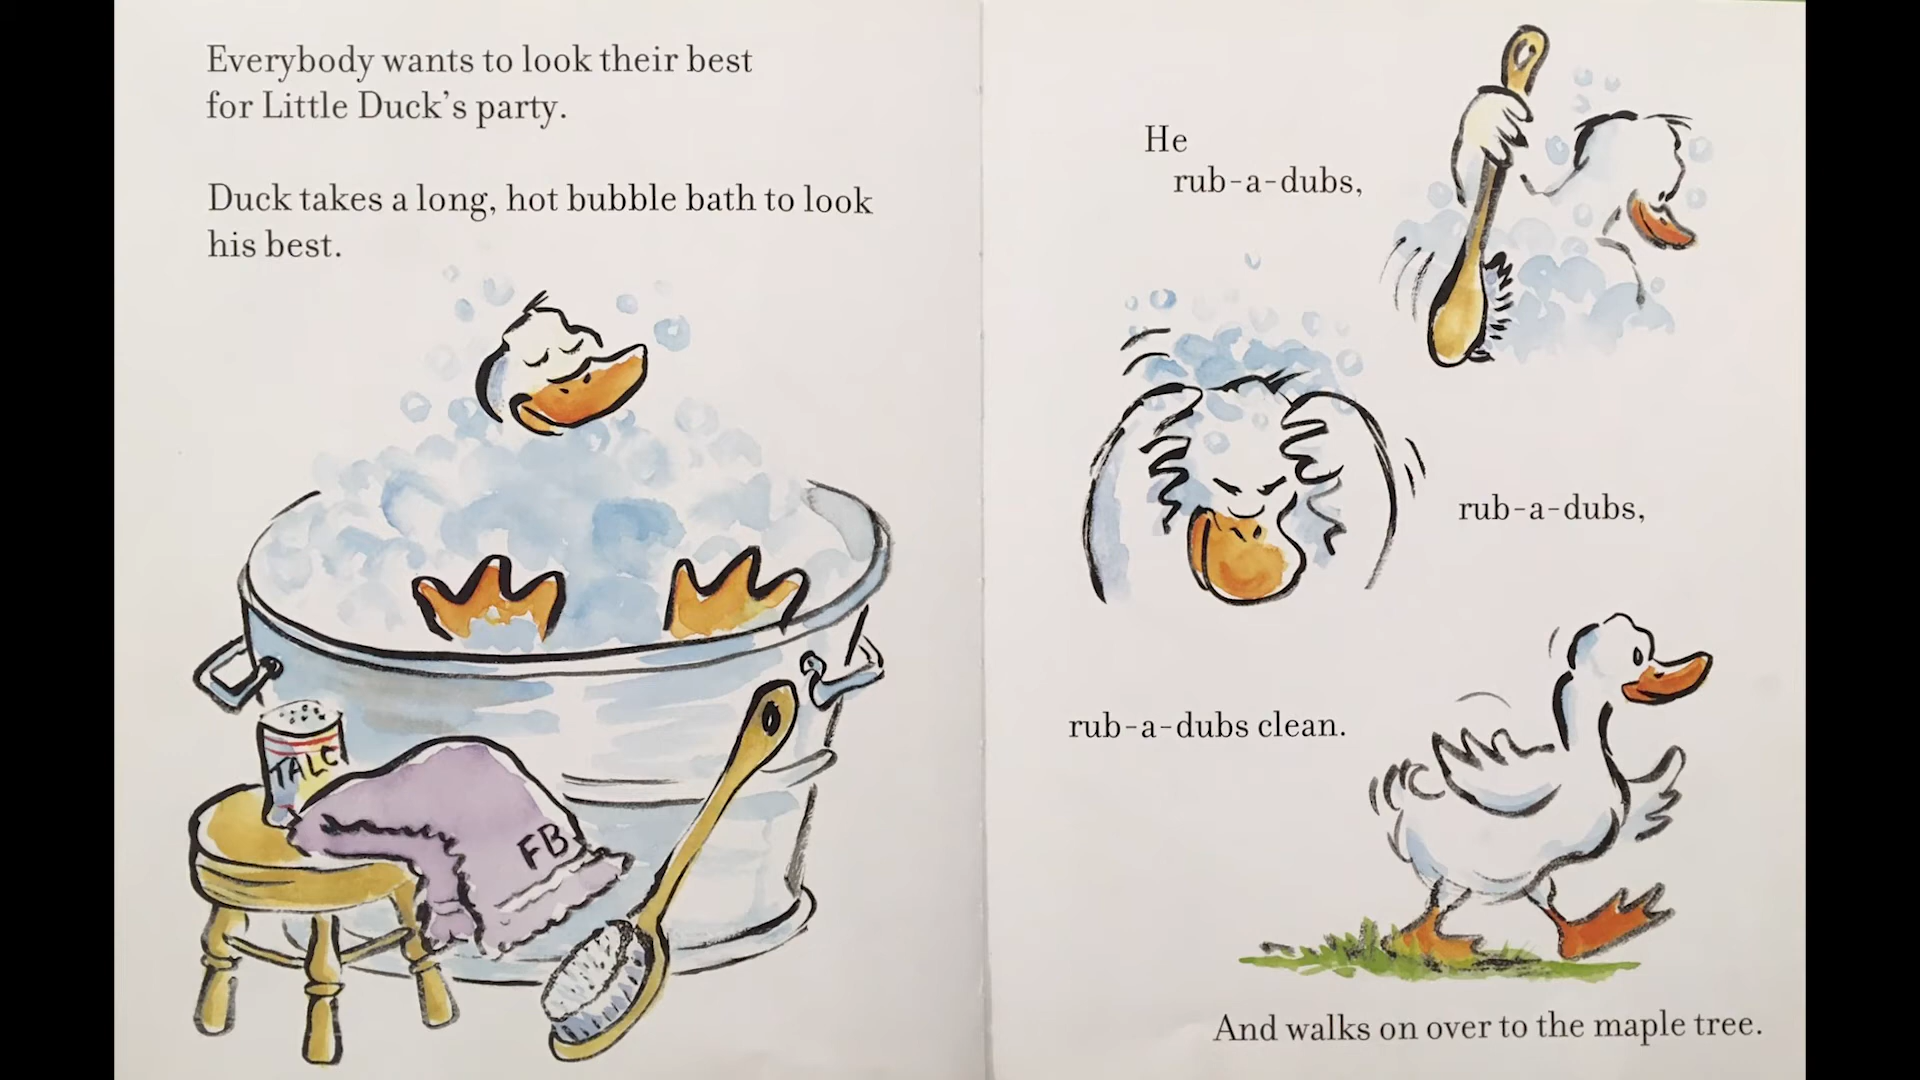 Everybody wants to look their best
for Little Duck's party.
Duck takes a long, hot bubble bath to look
his best.
TALC
FB
He
rub-a-dubs,
rub-a-dubs,
rub-a-dubs clean.
And walks on over to the maple tree.